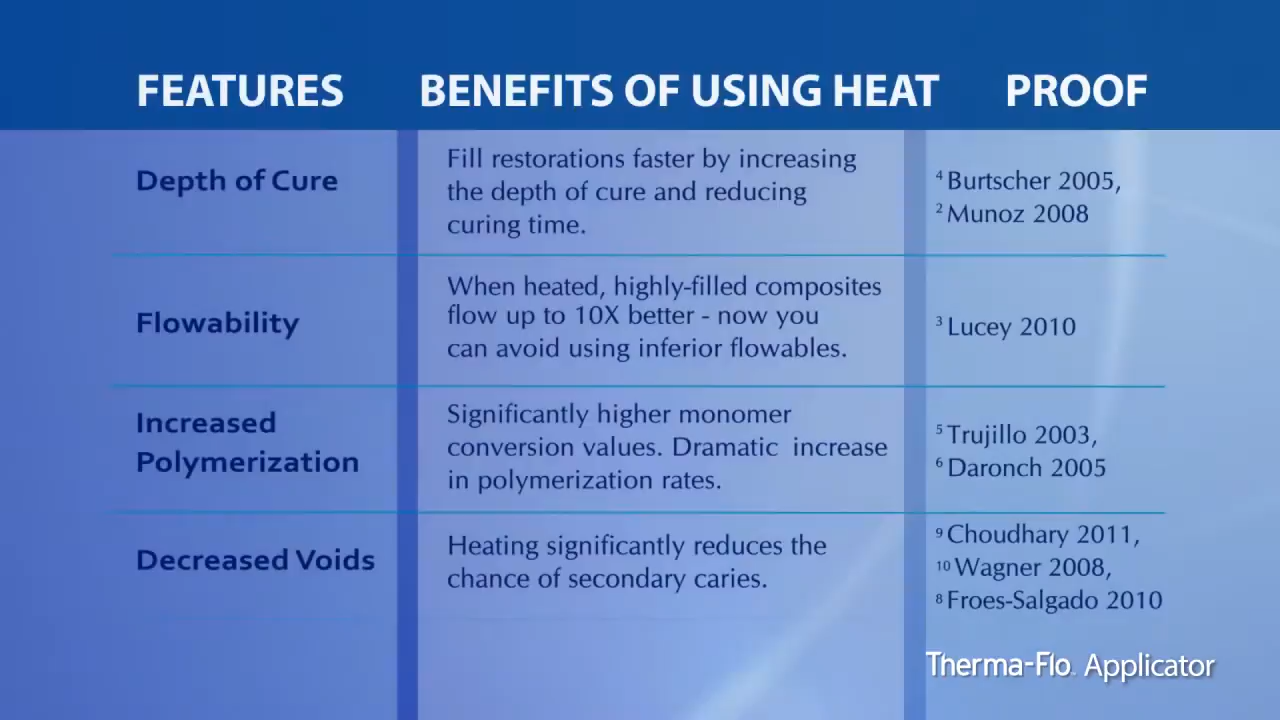 FEATURES BENEFITS OF USING HEAT PROOF
Depth of Cure
Fill restorations faster by increasing
the depth of cure and reducing
curing time.
⁴ Burtscher 2005,
² Munoz 2008
Flowability
When heated, highly-filled composites
flow up to 10X better - now you
can avoid using inferior flowables.
³ Lucey 2010
Increased
Polymerization
Significantly higher monomer
conversion values. Dramatic increase
in polymerization rates.
⁵ Trujillo 2003,
⁶ Daronch 2005
Decreased Voids
Heating significantly reduces the
chance of secondary caries.
⁹ Choudhary 2011,
¹⁰ Wagner 2008,
⁸ Froes-Salgado 2010
Therma-Flo Applicator